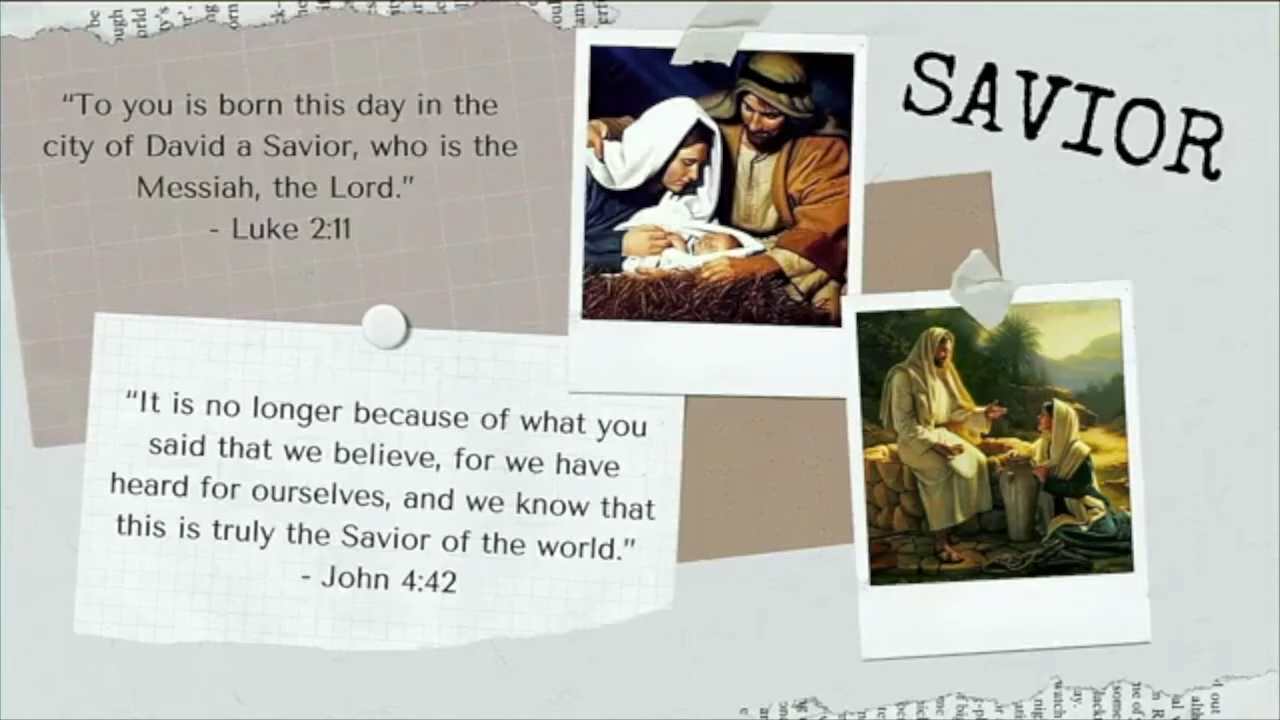 SAVIOR
“To you is born this day in the
city of David a Savior, who is the
Messiah, the Lord.”
- Luke 2:11
“It is no longer because of what you
said that we believe, for we have
heard for ourselves, and we know that
this is truly the Savior of the world.”
- John 4:42